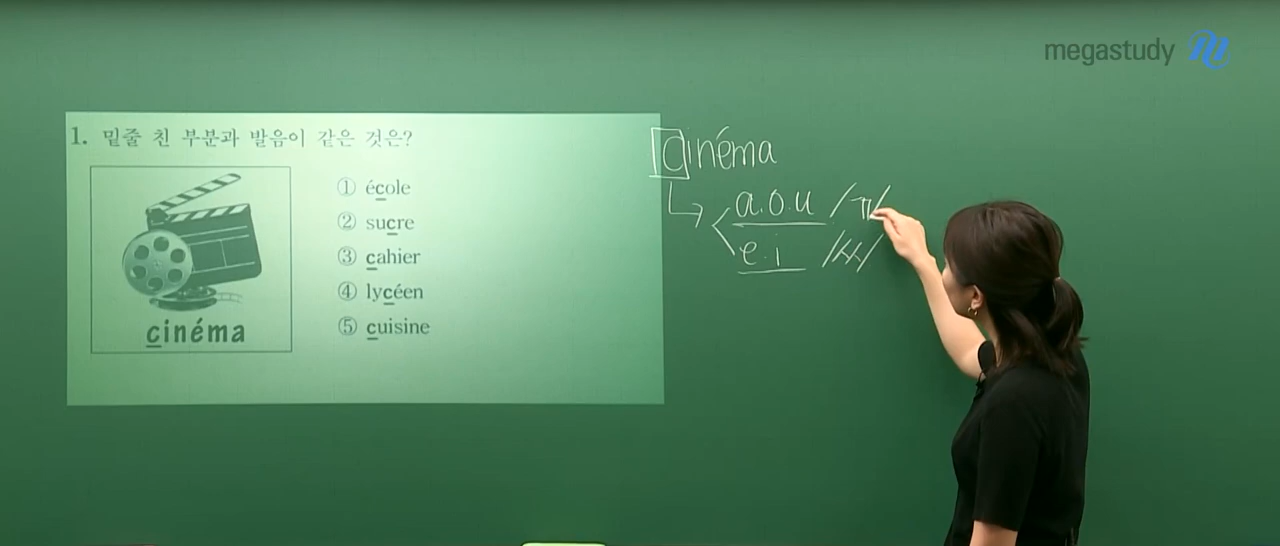 megastudy
1. 밑줄 친 부분과 발음이 같은 것은?
① école
② sucre
③ cahier
④ lycéen
⑤ cuisine
cinéma
cinéma
a.o.u /ㄲ/
e.i /ㅆ/